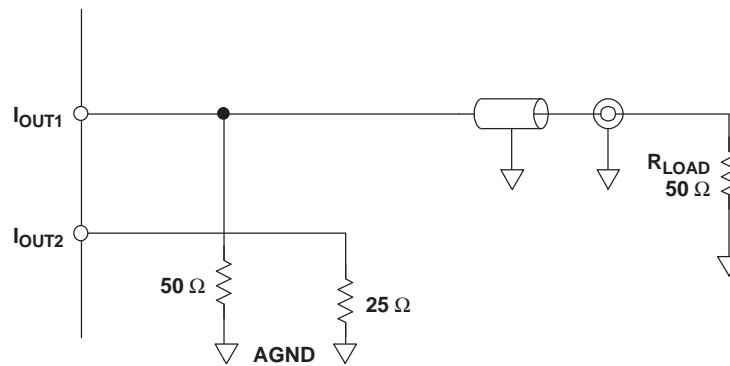 IOUT1
RLOAD
50 Ω
IOUT2
50 Ω
25 Ω
AGND